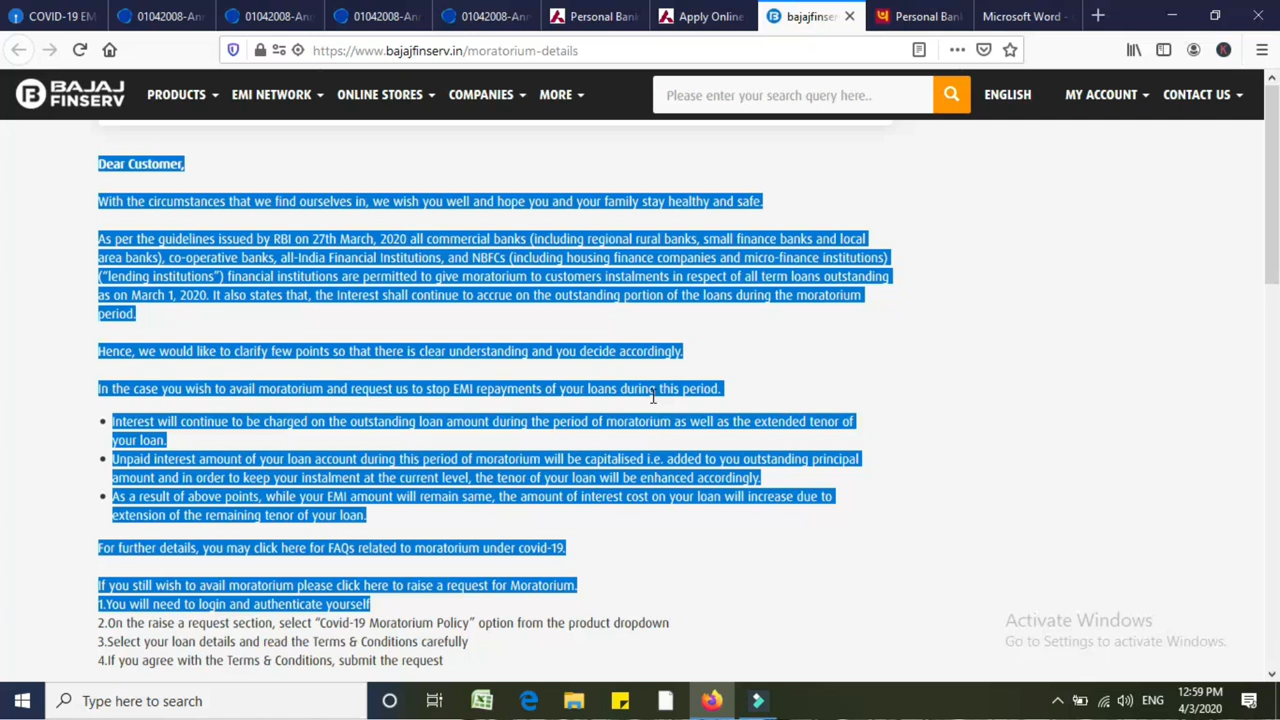 COVID-19 EM
01042008-Ann
01042008-Ann
01042008-Ann
01042008-Ann
Personal Bank
Apply Online
bajajfinserv
Personal Bank
Microsoft Word -
https://www.bajajfinserv.in/moratorium-details
BAJAJ FINSERV
PRODUCTS
EMI NETWORK
ONLINE STORES
COMPANIES
MORE
Please enter your search query here..
ENGLISH
MY ACCOUNT
CONTACT US
Dear Customer,
With the circumstances that we find ourselves in, we wish you well and hope you and your family stay healthy and safe.
As per the guidelines issued by RBI on 27th March, 2020 all commercial banks (including regional rural banks, small finance banks and local
area banks), co-operative banks, all-India Financial Institutions, and NBFCs (including housing finance companies and micro-finance institutions)
(“lending institutions”) financial institutions are permitted to give moratorium to customers instalments in respect of all term loans outstanding
as on March 1, 2020. It also states that, the Interest shall continue to accrue on the outstanding portion of the loans during the moratorium
period.
Hence, we would like to clarify few points so that there is clear understanding and you decide accordingly.
In the case you wish to avail moratorium and request us to stop EMI repayments of your loans during this period.
• Interest will continue to be charged on the outstanding loan amount during the period of moratorium as well as the extended tenor of
your loan.
• Unpaid interest amount of your loan account during this period of moratorium will be capitalised i.e. added to you outstanding principal
amount and in order to keep your instalment at the current level, the tenor of your loan will be enhanced accordingly.
• As a result of above points, while your EMI amount will remain same, the amount of interest cost on your loan will increase due to
extension of the remaining tenor of your loan.
For further details, you may click here for FAQs related to moratorium under covid-19.
If you still wish to avail moratorium please click here to raise a request for Moratorium.
1.You will need to login and authenticate yourself
2.On the raise a request section, select “Covid-19 Moratorium Policy” option from the product dropdown
3.Select your loan details and read the Terms & Conditions carefully
4.If you agree with the Terms & Conditions, submit the request
Activate Windows
Go to Settings to activate Windows.
Type here to search
ENG
12:59 PM
4/3/2020